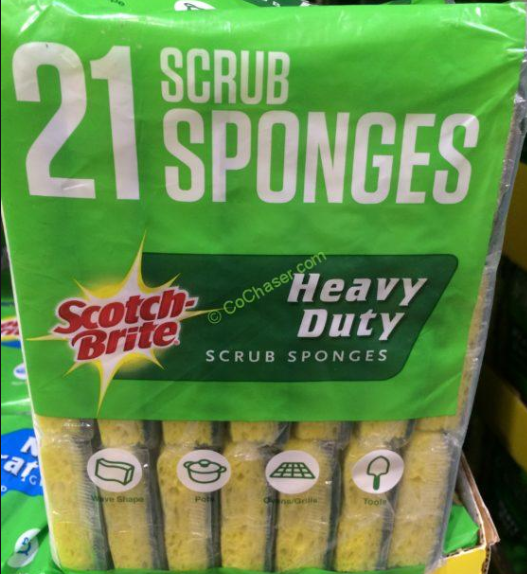 21
SCRUB
SPONGES
Scotch-
Brite
Heavy
Duty
SCRUB SPONGES
© CoChaser.com
Wave Shape
Pots
Ovens/Grills
Tools